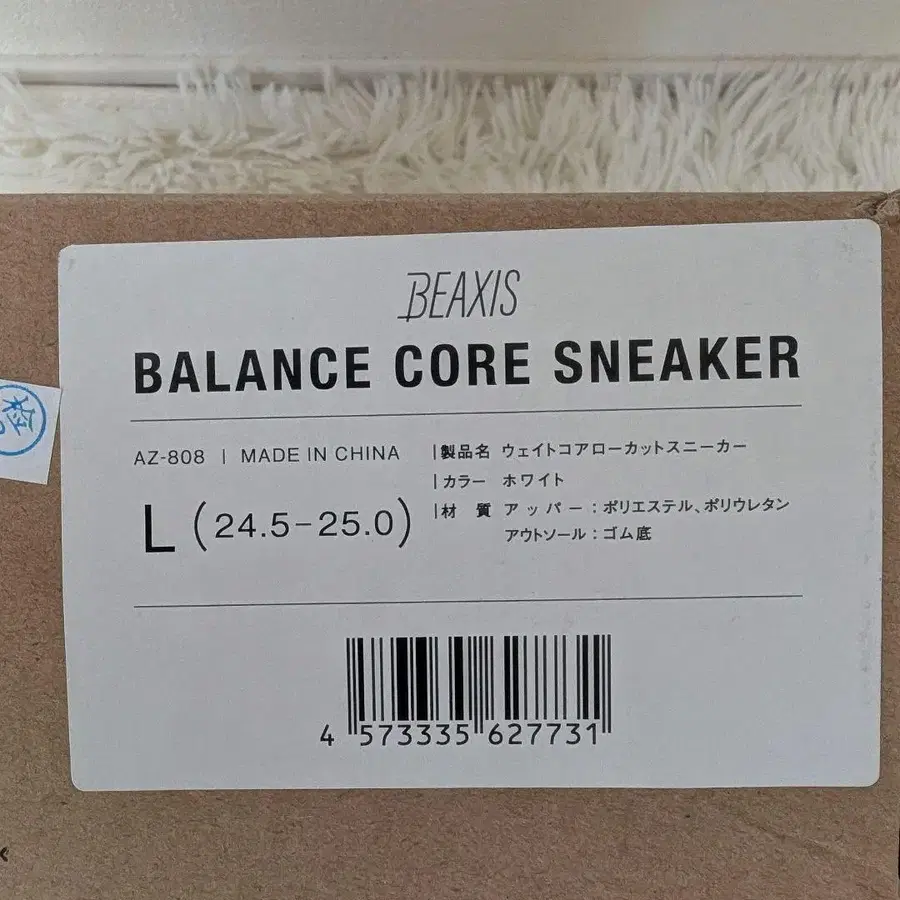 BEAXIS
BALANCE CORE SNEAKER
AZ-808 | MADE IN CHINA
L (24.5-25.0)
|製品名 ウェイトコアローカットスニーカー
|カラー ホワイト
|材 質 アッパー:ポリエステル、ポリウレタン
アウトソール:ゴム底
4 573335 627731
検